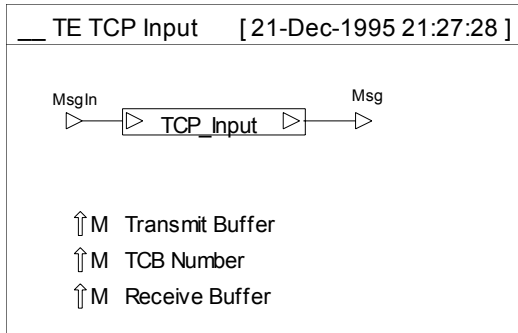 __ TE TCP Input [ 21-Dec-1995 21:27:28 ]
MsgIn
Msg
TCP_Input
⇑M Transmit Buffer
⇑M TCB Number
⇑M Receive Buffer